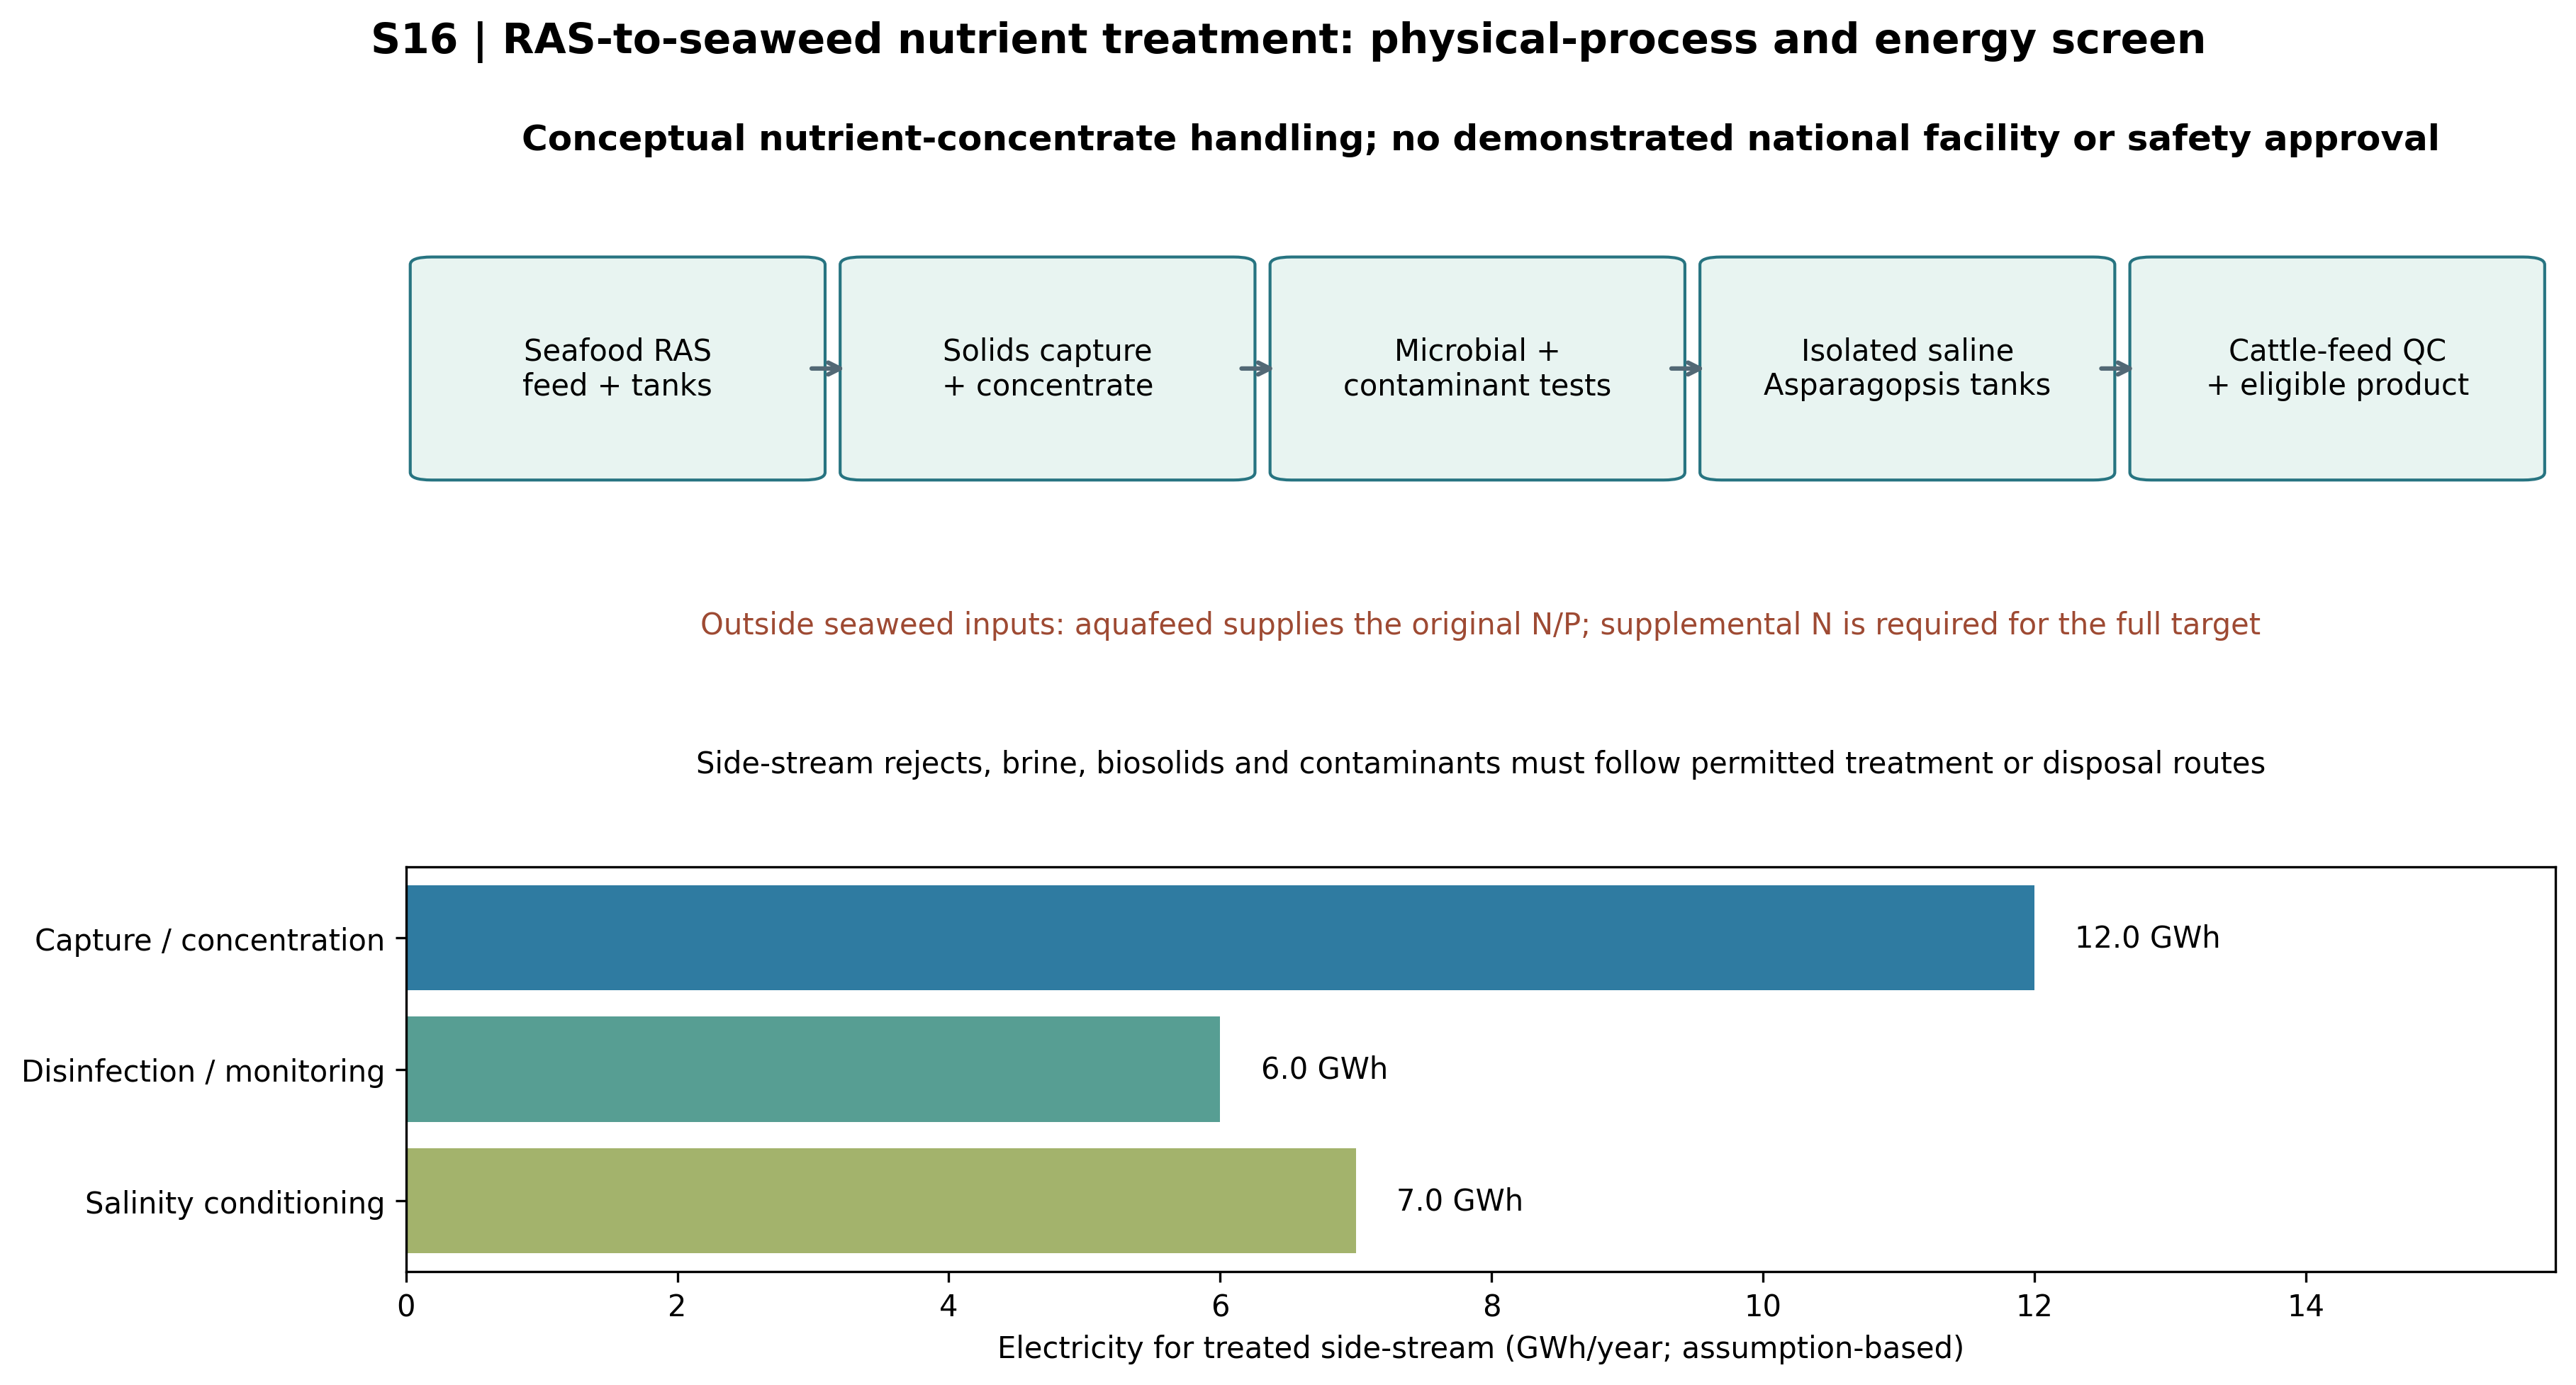 S16 | RAS-to-seaweed nutrient treatment: physical-process and energy screen
Conceptual nutrient-concentrate handling; no demonstrated national facility or safety approval
Seafood RAS
feed + tanks
Solids capture
+ concentrate
Microbial +
contaminant tests
Isolated saline
Asparagopsis tanks
Cattle-feed QC
+ eligible product
Outside seaweed inputs: aquafeed supplies the original N/P; supplemental N is required for the full target
Side-stream rejects, brine, biosolids and contaminants must follow permitted treatment or disposal routes
Capture / concentration
12.0 GWh
Disinfection / monitoring
6.0 GWh
Salinity conditioning
7.0 GWh
0 2 4 6 8 10 12 14
Electricity for treated side-stream (GWh/year; assumption-based)